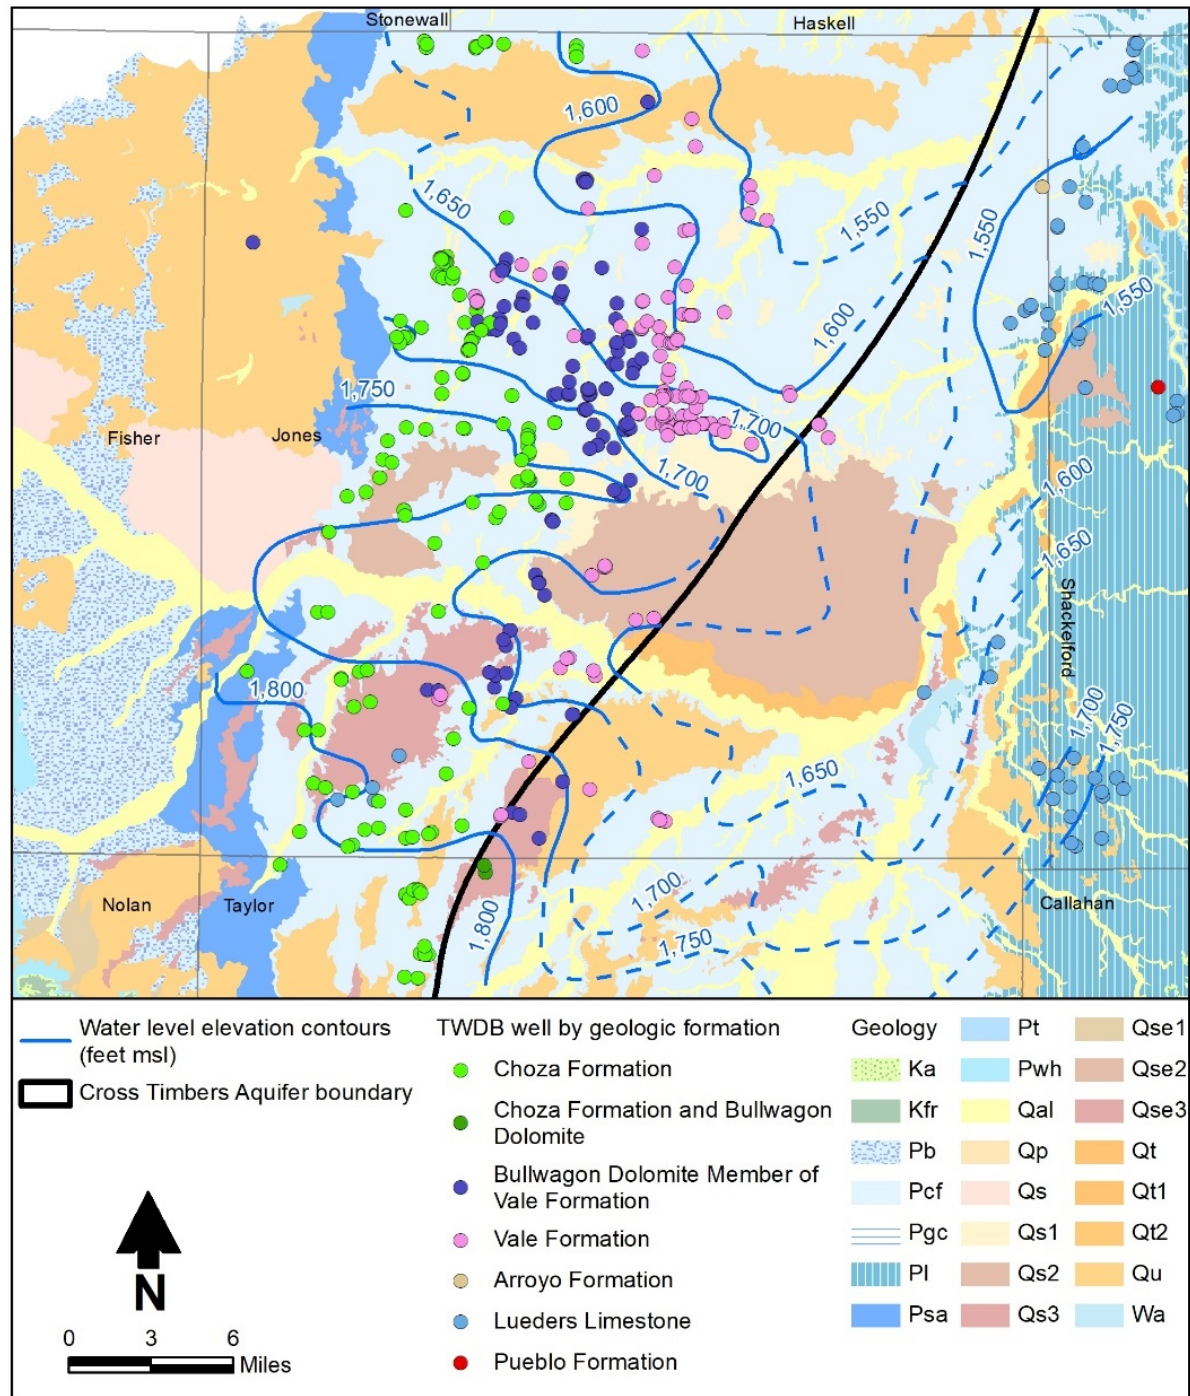 Stonewall
Haskell
1,600
1,650
1,550
1,550
1,550
1,600
1,750
Fisher
Jones
1,700
1,700
1,600
1,650
Shackelford
1,800
1,700
1,750
1,650
Nolan
Taylor
1,700
1,800
1,750
Callahan
Water level elevation contours
(feet msl)
Cross Timbers Aquifer boundary
N
0 3 6
Miles
TWDB well by geologic formation
Choza Formation
Choza Formation and Bullwagon
Dolomite
Bullwagon Dolomite Member of
Vale Formation
Vale Formation
Arroyo Formation
Lueders Limestone
Pueblo Formation
Geology
Ka
Kfr
Pb
Pcf
Pgc
Pl
Psa
Pt
Pwh
Qal
Qp
Qs
Qs1
Qs2
Qs3
Qse1
Qse2
Qse3
Qt
Qt1
Qt2
Qu
Wa